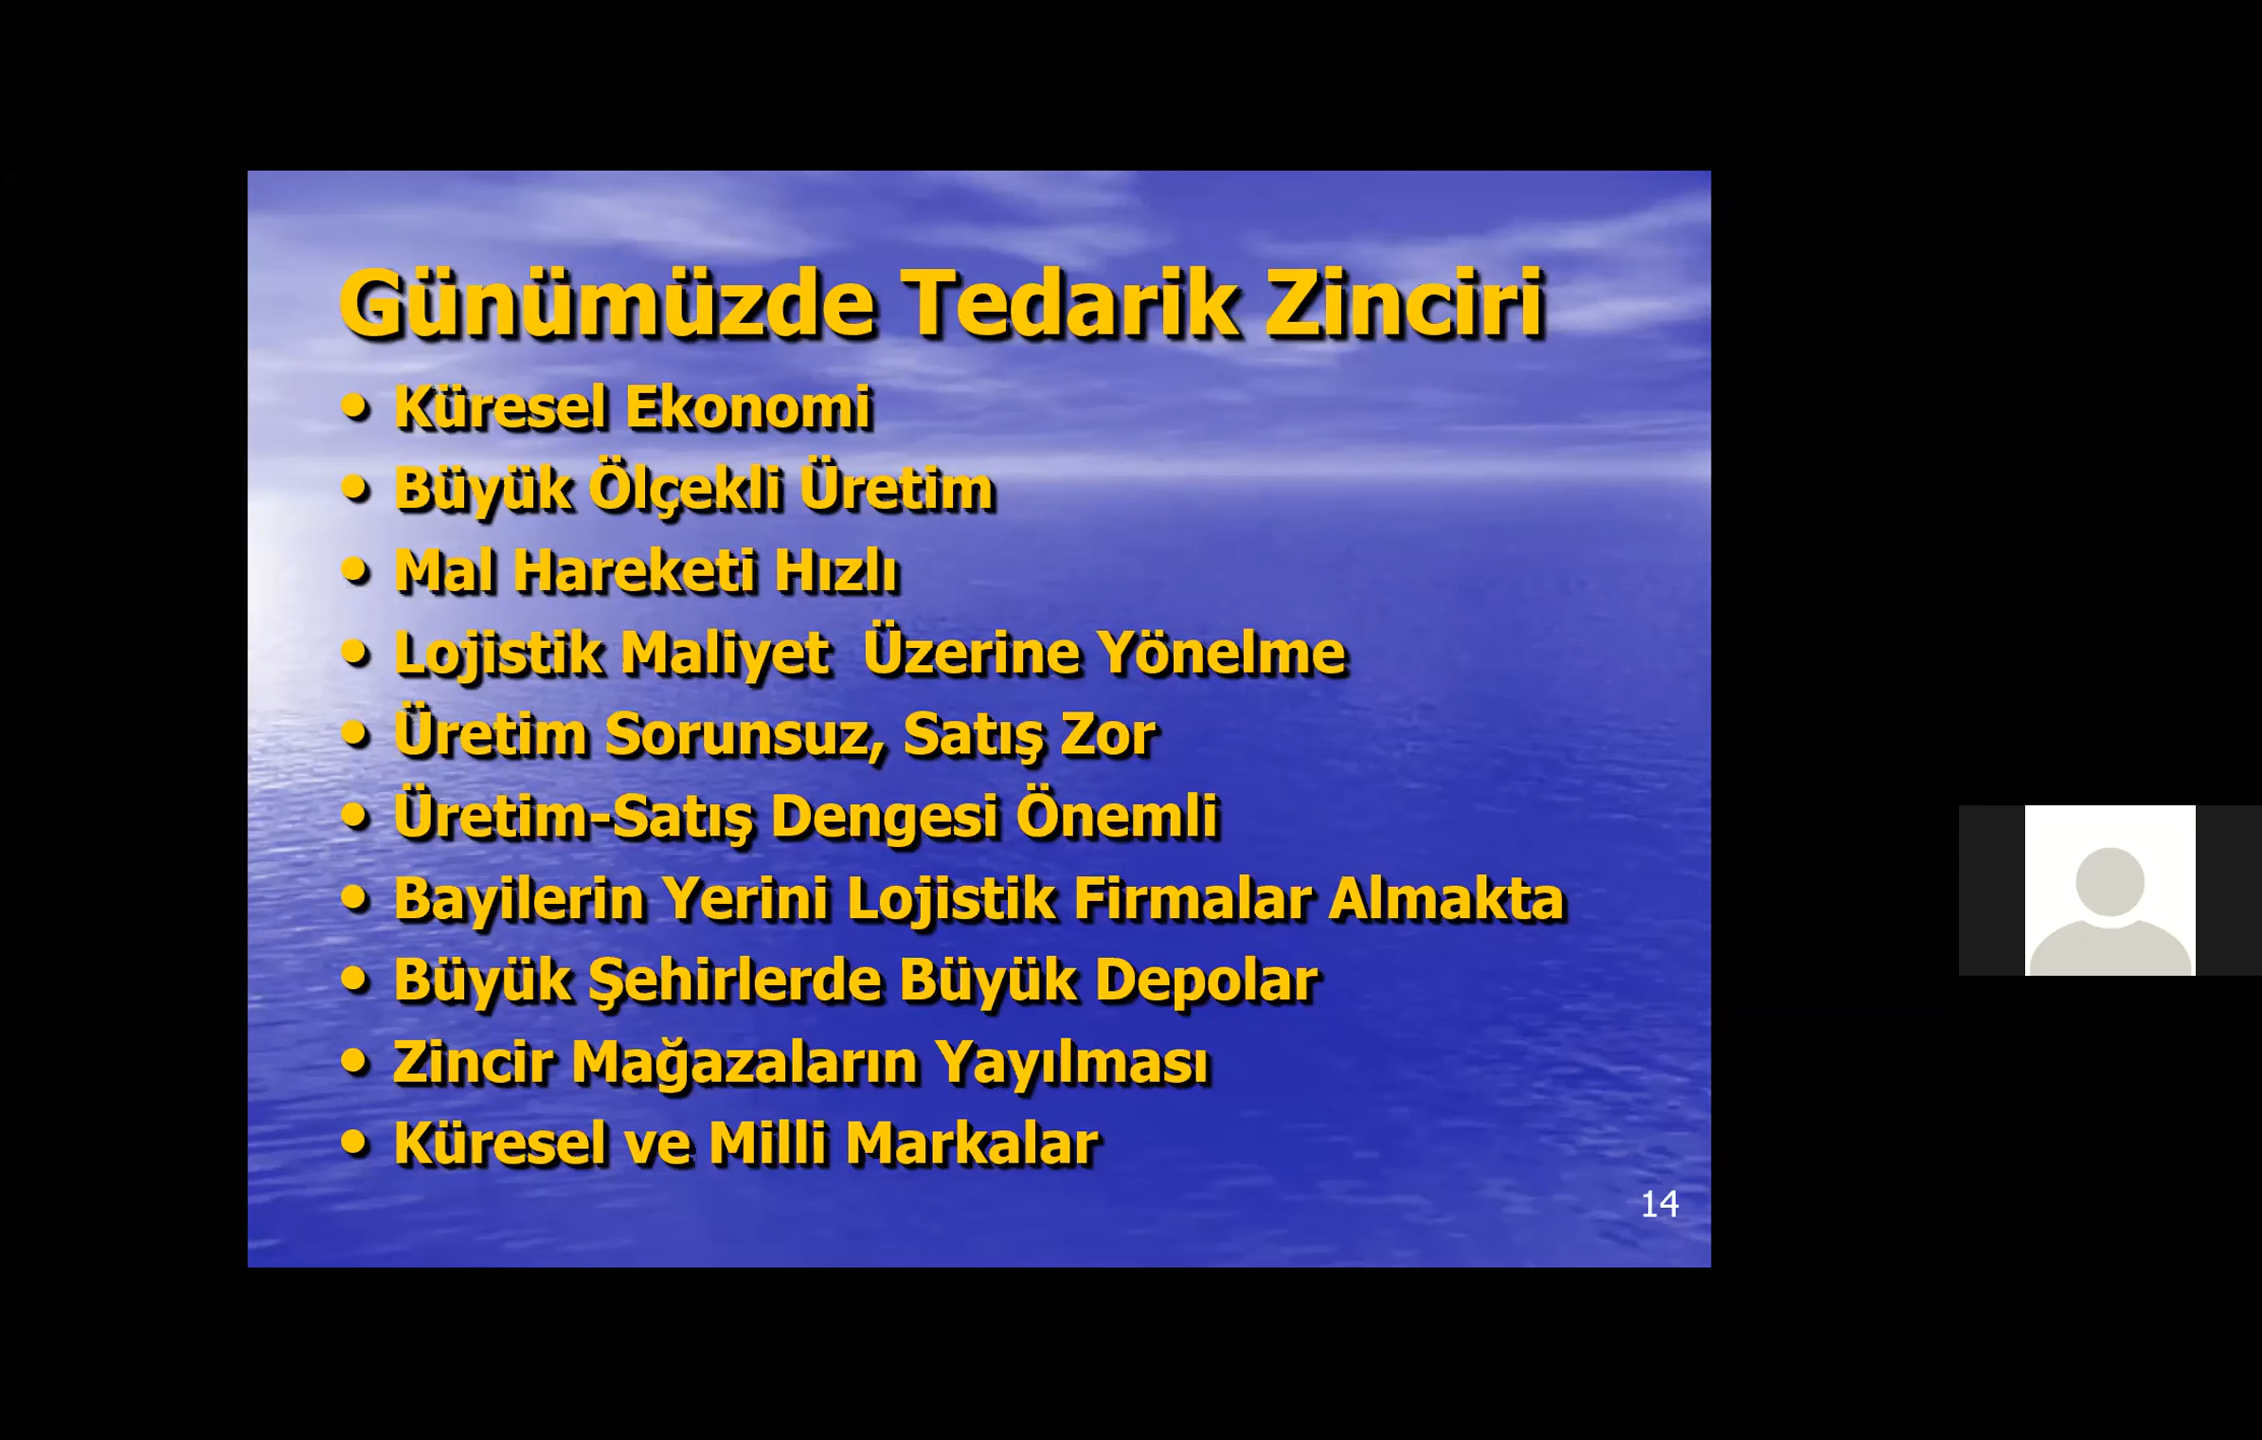 Günümüzde Tedarik Zinciri
• Küresel Ekonomi
• Büyük Ölçekli Üretim
• Mal Hareketi Hızlı
• Lojistik Maliyet  Üzerine Yönelme
• Üretim Sorunsuz, Satış Zor
• Üretim-Satış Dengesi Önemli
• Bayilerin Yerini Lojistik Firmalar Almakta
• Büyük Şehirlerde Büyük Depolar
• Zincir Mağazaların Yayılması
• Küresel ve Milli Markalar
14